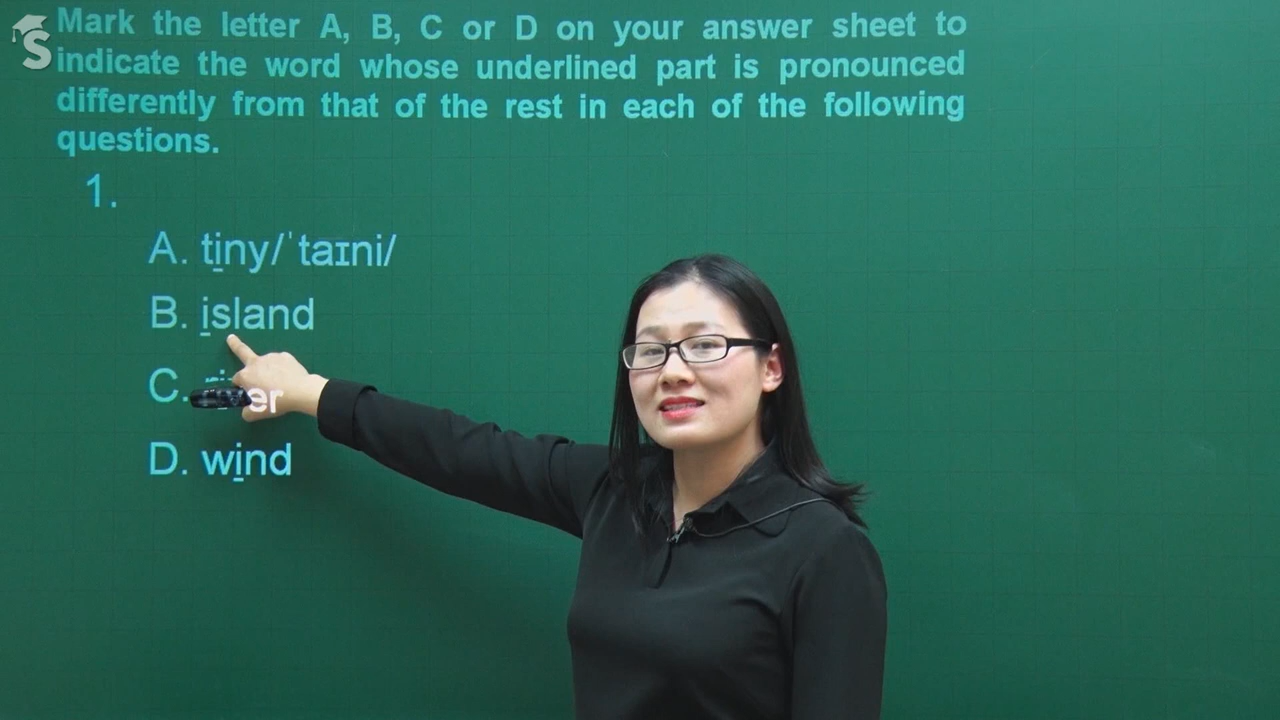 Mark the letter A, B, C or D on your answer sheet to
indicate the word whose underlined part is pronounced
differently from that of the rest in each of the following
questions.
1.
A. tiny/ˈtaɪni/
B. island
C.
D. wind